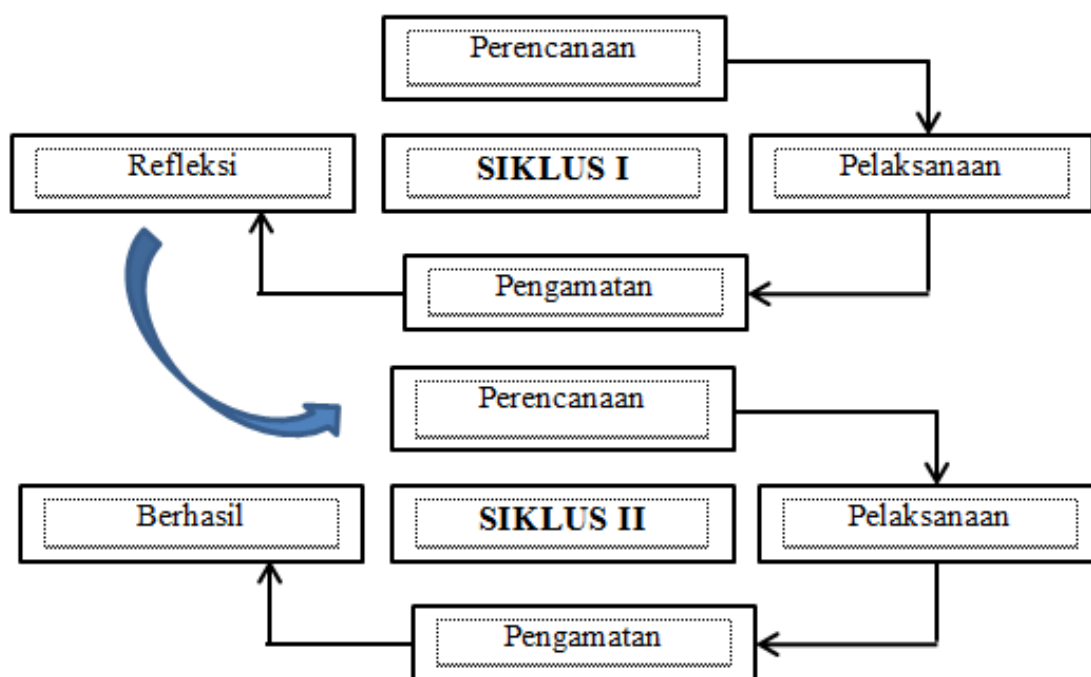 Perencanaan
Refleksi
SIKLUS I
Pelaksanaan
Pengamatan
Perencanaan
Berhasil
SIKLUS II
Pelaksanaan
Pengamatan